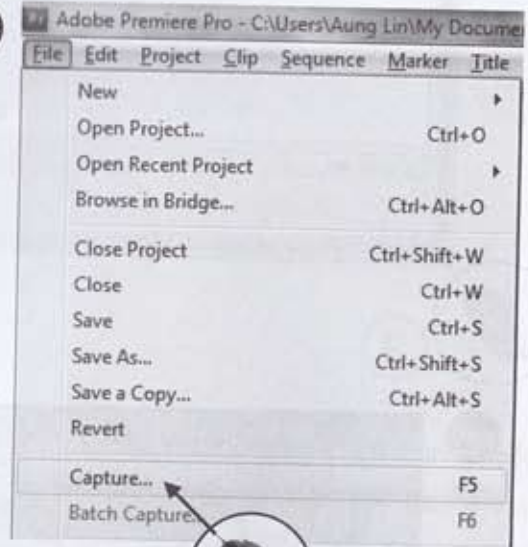 Adobe Premiere Pro - C:\Users\Aung Lin\My Docume
File Edit Project Clip Sequence Marker Title
New
Open Project... Ctrl+O
Open Recent Project
Browse in Bridge... Ctrl+Alt+O
Close Project Ctrl+Shift+W
Close Ctrl+W
Save Ctrl+S
Save As... Ctrl+Shift+S
Save a Copy... Ctrl+Alt+S
Revert
Capture... F5
Batch Capture... F6